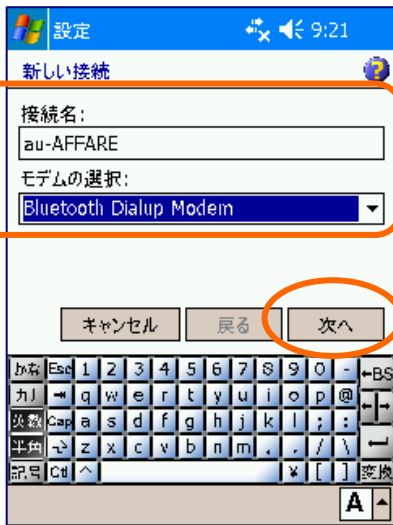 設定 9:21
新しい接続
接続名:
au-AFFARE
モデムの選択:
Bluetooth Dialup Modem
キャンセル 戻る 次へ
かな Esc 1 2 3 4 5 6 7 8 9 0 - ←BS
カナ q w e r t y u i o p @
英数 Cap a s d f g h j k l ; :
半角 z x c v b n m , . / \
記号 Ctl ^ ¥ [ ] 変換
A